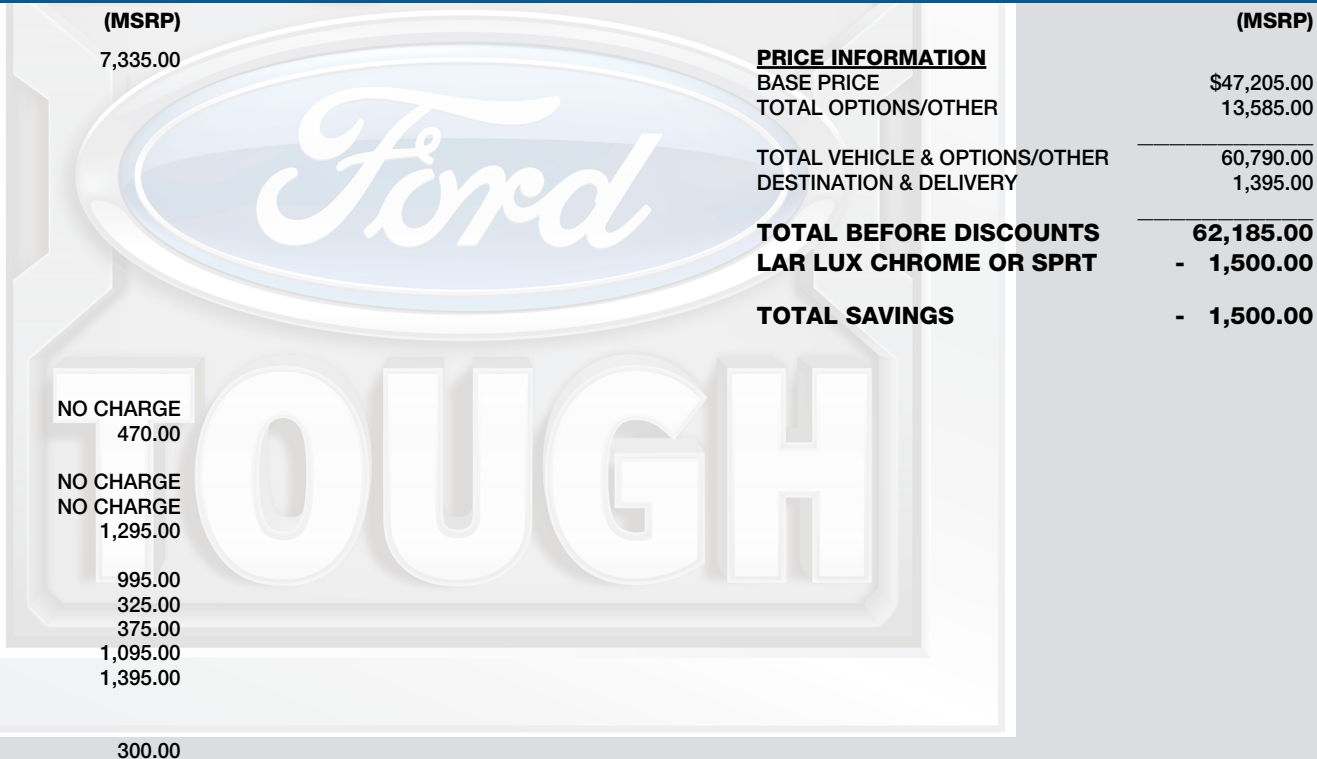 (MSRP)
7,335.00
NO CHARGE
470.00
NO CHARGE
NO CHARGE
1,295.00
995.00
325.00
375.00
1,095.00
1,395.00
300.00
Ford
TOUGH
(MSRP)
PRICE INFORMATION
BASE PRICE $47,205.00
TOTAL OPTIONS/OTHER 13,585.00
TOTAL VEHICLE & OPTIONS/OTHER 60,790.00
DESTINATION & DELIVERY 1,395.00
TOTAL BEFORE DISCOUNTS 62,185.00
LAR LUX CHROME OR SPRT - 1,500.00
TOTAL SAVINGS - 1,500.00